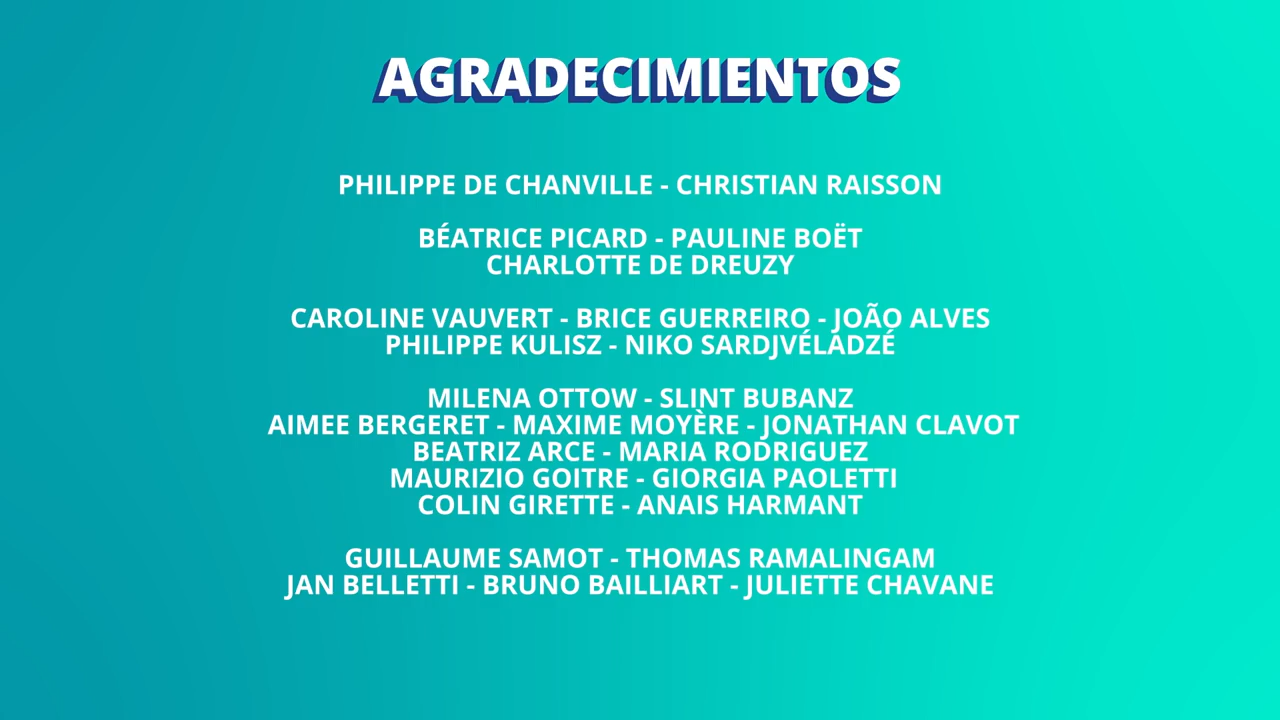 AGRADECIMIENTOS
PHILIPPE DE CHANVILLE - CHRISTIAN RAISSON
BÉATRICE PICARD - PAULINE BOËT
CHARLOTTE DE DREUZY
CAROLINE VAUVERT - BRICE GUERREIRO - JOÃO ALVES
PHILIPPE KULISZ - NIKO SARDJVÉLADZÉ
MILENA OTTOW - SLINT BUBANZ
AIMEE BERGERET - MAXIME MOYÈRE - JONATHAN CLAVOT
BEATRIZ ARCE - MARIA RODRIGUEZ
MAURIZIO GOITRE - GIORGIA PAOLETTI
COLIN GIRETTE - ANAIS HARMANT
GUILLAUME SAMOT - THOMAS RAMALINGAM
JAN BELLETTI - BRUNO BAILLIART - JULIETTE CHAVANE